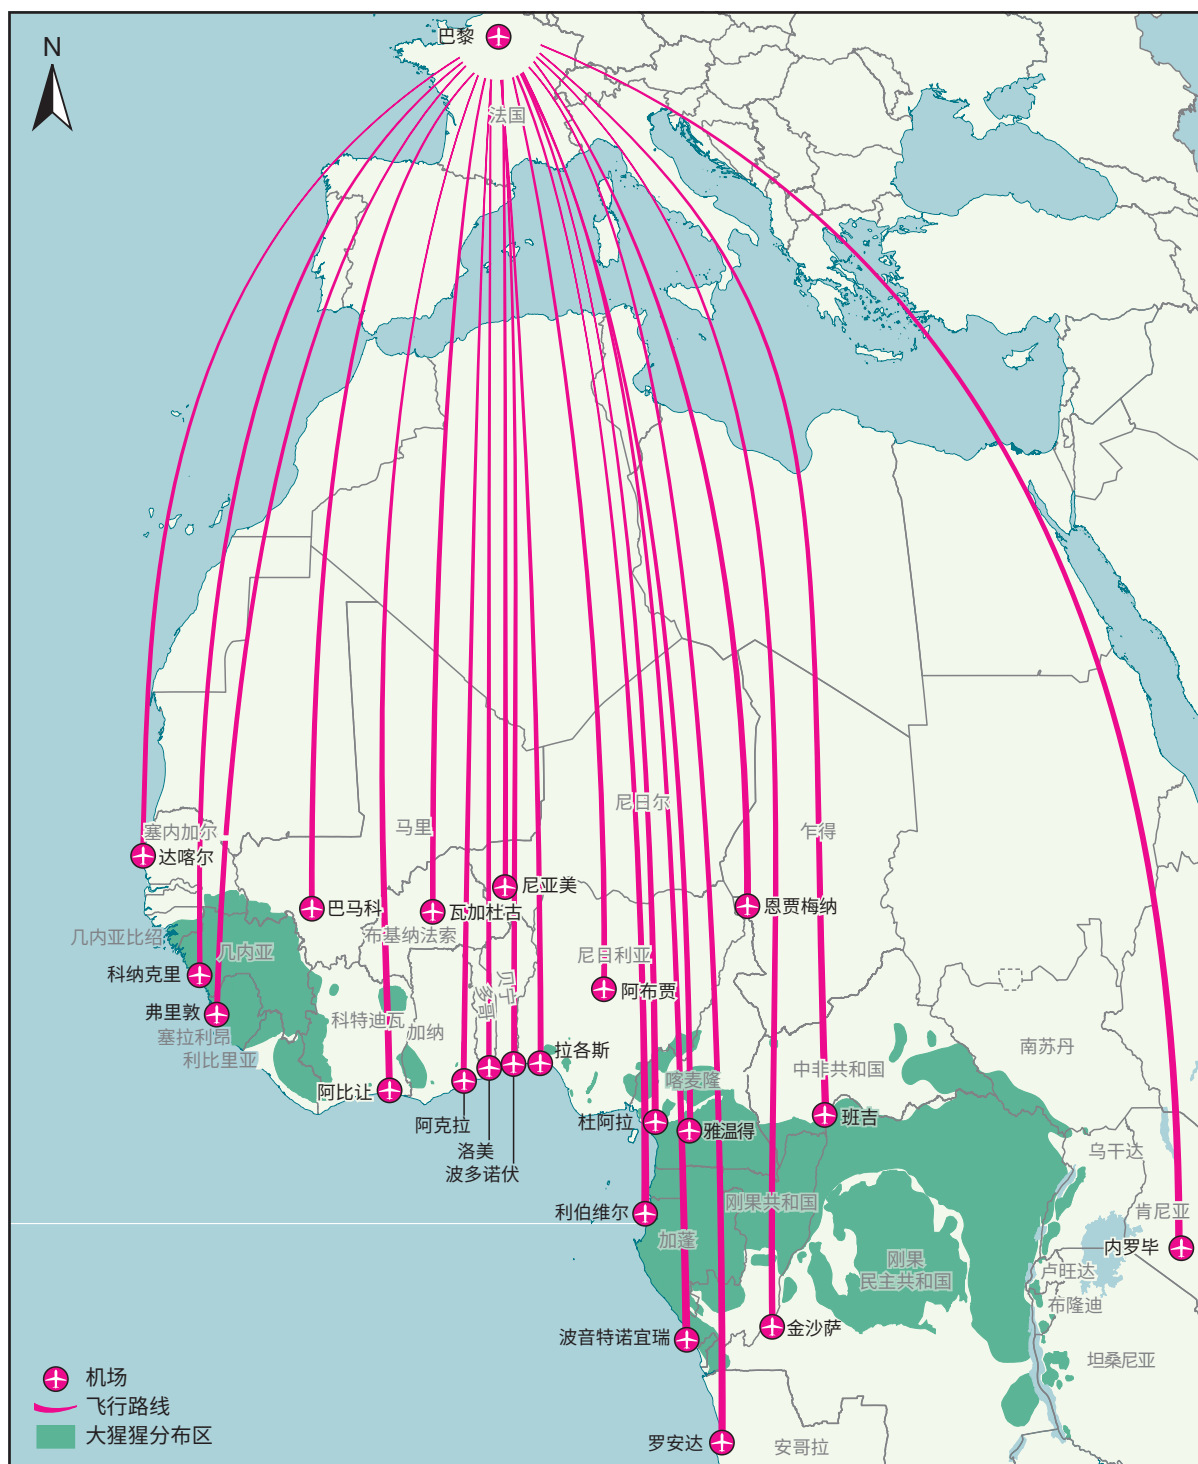 N
巴黎
法国
塞内加尔
达喀尔
马里
尼日尔
乍得
巴马科
瓦加杜古
尼亚美
恩贾梅纳
几内亚比绍
几内亚
布基纳法索
尼日利亚
科纳克里
阿布贾
弗里敦
塞拉利昂
利比里亚
科特迪瓦
加纳
多哥
贝宁
拉各斯
南苏丹
中非共和国
喀麦隆
阿比让
阿克拉
洛美
波多诺伏
杜阿拉
雅温得
班吉
乌干达
利伯维尔
刚果共和国
肯尼亚
加蓬
内罗毕
刚果
民主共和国
卢旺达
布隆迪
波音特诺宜瑞
金沙萨
坦桑尼亚
罗安达
安哥拉
机场
飞行路线
大猩猩分布区